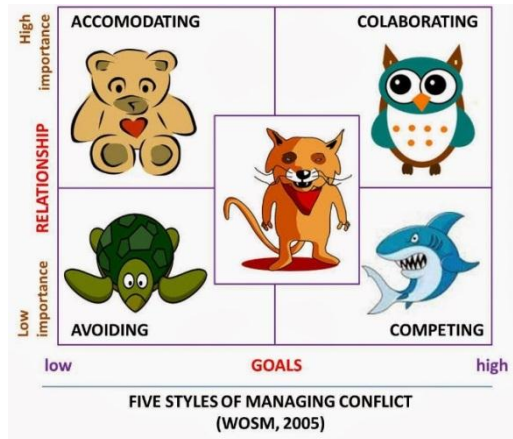 High
importance
RELATIONSHIP
Low
importance
ACCOMODATING
COLABORATING
AVOIDING
COMPETING
low
GOALS
high
FIVE STYLES OF MANAGING CONFLICT
(WOSM, 2005)